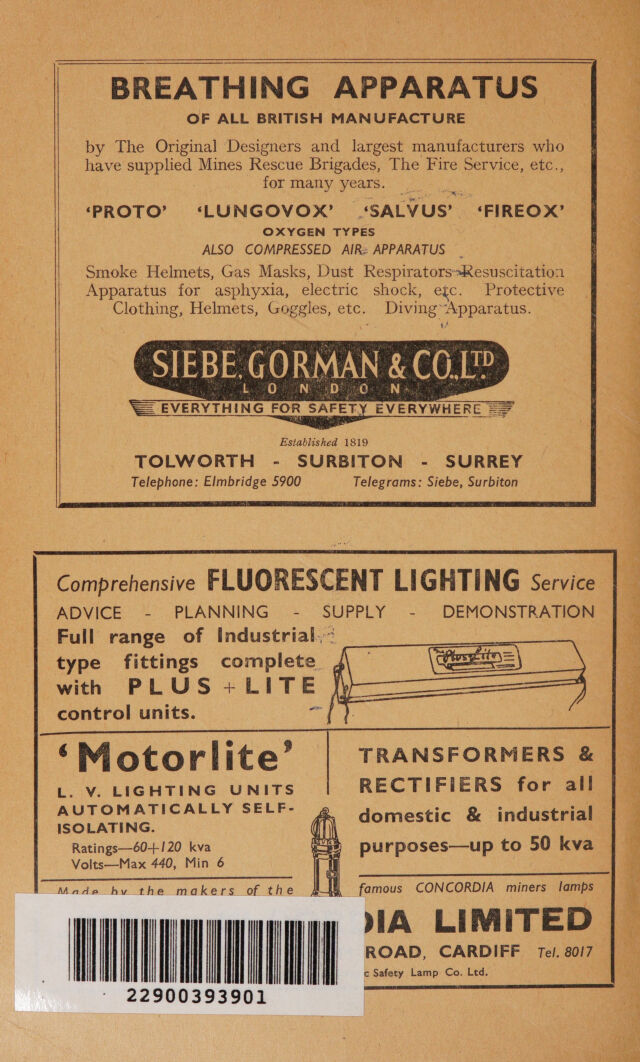 BREATHING APPARATUS
OF ALL BRITISH MANUFACTURE
by The Original Designers and largest manufacturers who
have supplied Mines Rescue Brigades, The Fire Service, etc.,
for many years.
‘PROTO’ ‘LUNGOVOX’ ‘SALVUS’ ‘FIREOX’
OXYGEN TYPES
ALSO COMPRESSED AIR APPARATUS
Smoke Helmets, Gas Masks, Dust Respirators Resuscitation
Apparatus for asphyxia, electric shock, etc. Protective
Clothing, Helmets, Goggles, etc. Diving Apparatus.
SIEBE, GORMAN & CO., LTD.
LONDON
EVERYTHING FOR SAFETY EVERYWHERE
Established 1819
TOLWORTH - SURBITON - SURREY
Telephone: Elmbridge 5900 Telegrams: Siebe, Surbiton
Comprehensive FLUORESCENT LIGHTING Service
ADVICE - PLANNING - SUPPLY - DEMONSTRATION
Full range of Industrial
type fittings complete
with PLUS + LITE
control units.
‘Motorlite’
L. V. LIGHTING UNITS
AUTOMATICALLY SELF-
ISOLATING.
Ratings—60+120 kva
Volts—Max 440, Min 6
TRANSFORMERS &
RECTIFIERS for all
domestic & industrial
purposes—up to 50 kva
Made by the makers of the famous CONCORDIA miners lamps
DIA LIMITED
ROAD, CARDIFF Tel. 8017
c Safety Lamp Co. Ltd.
22900393901